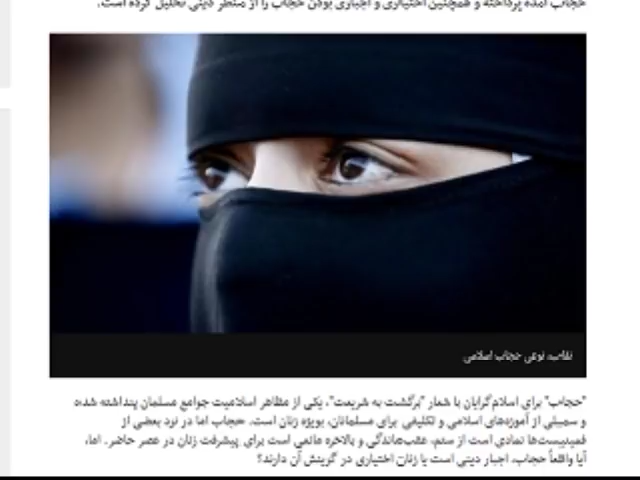 حجاب آمده پرداخته و همچنین اختیاری و اجباری بودن حجاب را از منظر دینی تحلیل کرده است.
نقاب، نوعی حجاب اسلامی
"حجاب" برای اسلام‌گرایان با شعار "برگشت به شریعت"، یکی از مظاهر اسلامیت جوامع مسلمان پنداشته شده
و سمبلی از آموزه‌های اسلامی و تکلیفی برای مسلمانان، بویژه زنان است. حجاب اما در نزد بعضی از
فمینیست‌ها نمادی است از ستم، عقب‌ماندگی و بالاخره مانعی است برای پیشرفت زنان در عصر حاضر. اما،
آیا واقعاً حجاب، اجبار دینی است یا زنان اختیاری در گزینش آن دارند؟